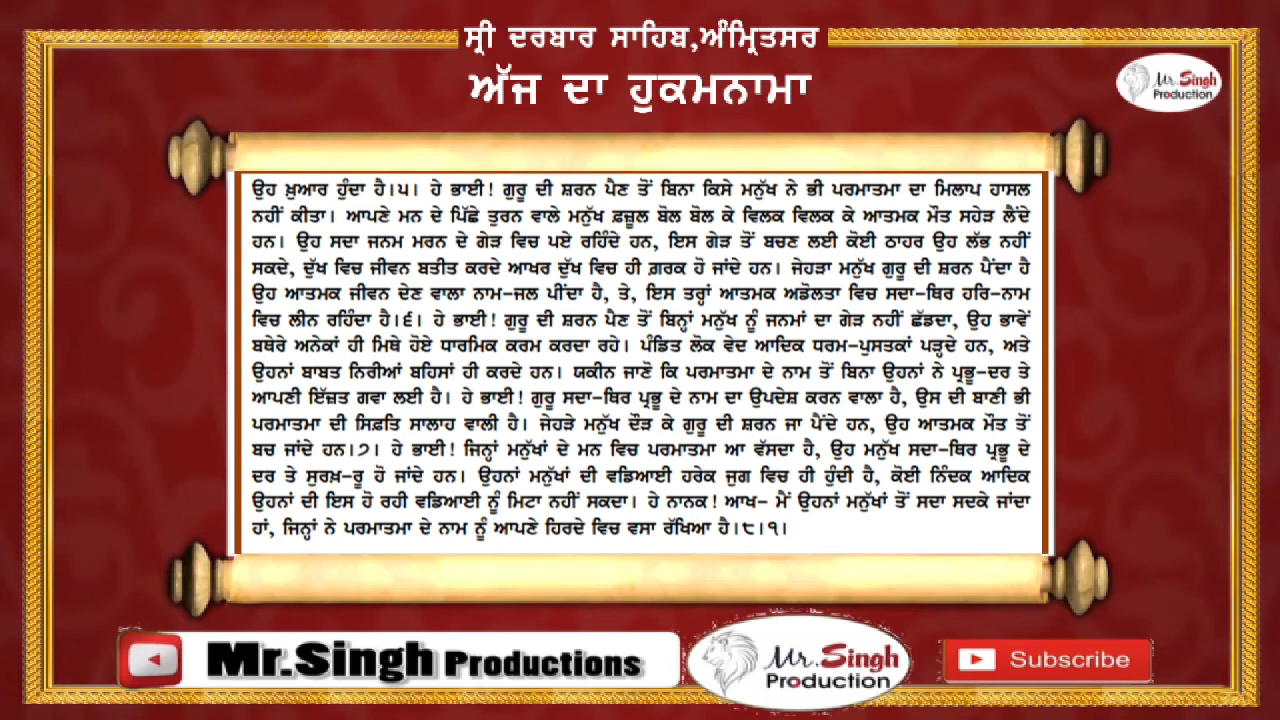 ਸ੍ਰੀ ਦਰਬਾਰ ਸਾਹਿਬ,ਅੰਮ੍ਰਿਤਸਰ
ਅੱਜ ਦਾ ਹੁਕਮਨਾਮਾ
Mr. Singh
Production
ਉਹ ਖ਼ੁਆਰ ਹੁੰਦਾ ਹੈ।੫। ਹੇ ਭਾਈ! ਗੁਰੂ ਦੀ ਸ਼ਰਨ ਪੈਣ ਤੋਂ ਬਿਨਾ ਕਿਸੇ ਮਨੁੱਖ ਨੇ ਭੀ ਪਰਮਾਤਮਾ ਦਾ ਮਿਲਾਪ ਹਾਸਲ
ਨਹੀਂ ਕੀਤਾ। ਆਪਣੇ ਮਨ ਦੇ ਪਿੱਛੇ ਤੁਰਨ ਵਾਲੇ ਮਨੁੱਖ ਫ਼ਜ਼ੂਲ ਬੋਲ ਬੋਲ ਕੇ ਵਿਲਕ ਵਿਲਕ ਕੇ ਆਤਮਕ ਮੌਤ ਸਹੇੜ ਲੈਂਦੇ
ਹਨ। ਉਹ ਸਦਾ ਜਨਮ ਮਰਨ ਦੇ ਗੇੜ ਵਿਚ ਪਏ ਰਹਿੰਦੇ ਹਨ, ਇਸ ਗੇੜ ਤੋਂ ਬਚਣ ਲਈ ਕੋਈ ਠਾਹਰ ਉਹ ਲੱਭ ਨਹੀਂ
ਸਕਦੇ, ਦੁੱਖ ਵਿਚ ਜੀਵਨ ਬਤੀਤ ਕਰਦੇ ਆਖਰ ਦੁੱਖ ਵਿਚ ਹੀ ਗ਼ਰਕ ਹੋ ਜਾਂਦੇ ਹਨ। ਜੇਹੜਾ ਮਨੁੱਖ ਗੁਰੂ ਦੀ ਸ਼ਰਨ ਪੈਂਦਾ ਹੈ
ਉਹ ਆਤਮਕ ਜੀਵਨ ਦੇਣ ਵਾਲਾ ਨਾਮ-ਜਲ ਪੀਂਦਾ ਹੈ, ਤੇ, ਇਸ ਤਰ੍ਹਾਂ ਆਤਮਕ ਅਡੋਲਤਾ ਵਿਚ ਸਦਾ-ਥਿਰ ਹਰਿ-ਨਾਮ
ਵਿਚ ਲੀਨ ਰਹਿੰਦਾ ਹੈ।੬। ਹੇ ਭਾਈ! ਗੁਰੂ ਦੀ ਸ਼ਰਨ ਪੈਣ ਤੋਂ ਬਿਨ੍ਹਾਂ ਮਨੁੱਖ ਨੂੰ ਜਨਮਾਂ ਦਾ ਗੇੜ ਨਹੀਂ ਛੱਡਦਾ, ਉਹ ਭਾਵੇਂ
ਬਥੇਰੇ ਅਨੇਕਾਂ ਹੀ ਮਿਥੇ ਹੋਏ ਧਾਰਮਿਕ ਕਰਮ ਕਰਦਾ ਰਹੇ। ਪੰਡਿਤ ਲੋਕ ਵੇਦ ਆਦਿਕ ਧਰਮ-ਪੁਸਤਕਾਂ ਪੜ੍ਹਦੇ ਹਨ, ਅਤੇ
ਉਹਨਾਂ ਬਾਬਤ ਨਿਰੀਆਂ ਬਹਿਸਾਂ ਹੀ ਕਰਦੇ ਹਨ। ਯਕੀਨ ਜਾਣੋ ਕਿ ਪਰਮਾਤਮਾ ਦੇ ਨਾਮ ਤੋਂ ਬਿਨਾ ਉਹਨਾਂ ਨੇ ਪ੍ਰਭੂ-ਦਰ ਤੇ
ਆਪਣੀ ਇੱਜ਼ਤ ਗਵਾ ਲਈ ਹੈ। ਹੇ ਭਾਈ! ਗੁਰੂ ਸਦਾ-ਥਿਰ ਪ੍ਰਭੂ ਦੇ ਨਾਮ ਦਾ ਉਪਦੇਸ਼ ਕਰਨ ਵਾਲਾ ਹੈ, ਉਸ ਦੀ ਬਾਣੀ ਭੀ
ਪਰਮਾਤਮਾ ਦੀ ਸਿਫ਼ਤਿ ਸਾਲਾਹ ਵਾਲੀ ਹੈ। ਜੇਹੜੇ ਮਨੁੱਖ ਦੌੜ ਕੇ ਗੁਰੂ ਦੀ ਸ਼ਰਨ ਜਾ ਪੈਂਦੇ ਹਨ, ਉਹ ਆਤਮਕ ਮੌਤ ਤੋਂ
ਬਚ ਜਾਂਦੇ ਹਨ।੭। ਹੇ ਭਾਈ! ਜਿਨ੍ਹਾਂ ਮਨੁੱਖਾਂ ਦੇ ਮਨ ਵਿਚ ਪਰਮਾਤਮਾ ਆ ਵੱਸਦਾ ਹੈ, ਉਹ ਮਨੁੱਖ ਸਦਾ-ਥਿਰ ਪ੍ਰਭੂ ਦੇ
ਦਰ ਤੇ ਸੁਰਖ਼-ਰੂ ਹੋ ਜਾਂਦੇ ਹਨ। ਉਹਨਾਂ ਮਨੁੱਖਾਂ ਦੀ ਵਡਿਆਈ ਹਰੇਕ ਜੁਗ ਵਿਚ ਹੀ ਹੁੰਦੀ ਹੈ, ਕੋਈ ਨਿੰਦਕ ਆਦਿਕ
ਉਹਨਾਂ ਦੀ ਇਸ ਹੋ ਰਹੀ ਵਡਿਆਈ ਨੂੰ ਮਿਟਾ ਨਹੀਂ ਸਕਦਾ। ਹੇ ਨਾਨਕ! ਆਖ- ਮੈਂ ਉਹਨਾਂ ਮਨੁੱਖਾਂ ਤੋਂ ਸਦਾ ਸਦਕੇ ਜਾਂਦਾ
ਹਾਂ, ਜਿਨ੍ਹਾਂ ਨੇ ਪਰਮਾਤਮਾ ਦੇ ਨਾਮ ਨੂੰ ਆਪਣੇ ਹਿਰਦੇ ਵਿਚ ਵਸਾ ਰੱਖਿਆ ਹੈ।੮।੧।
Mr.Singh Productions
Mr. Singh
Production
Subscribe